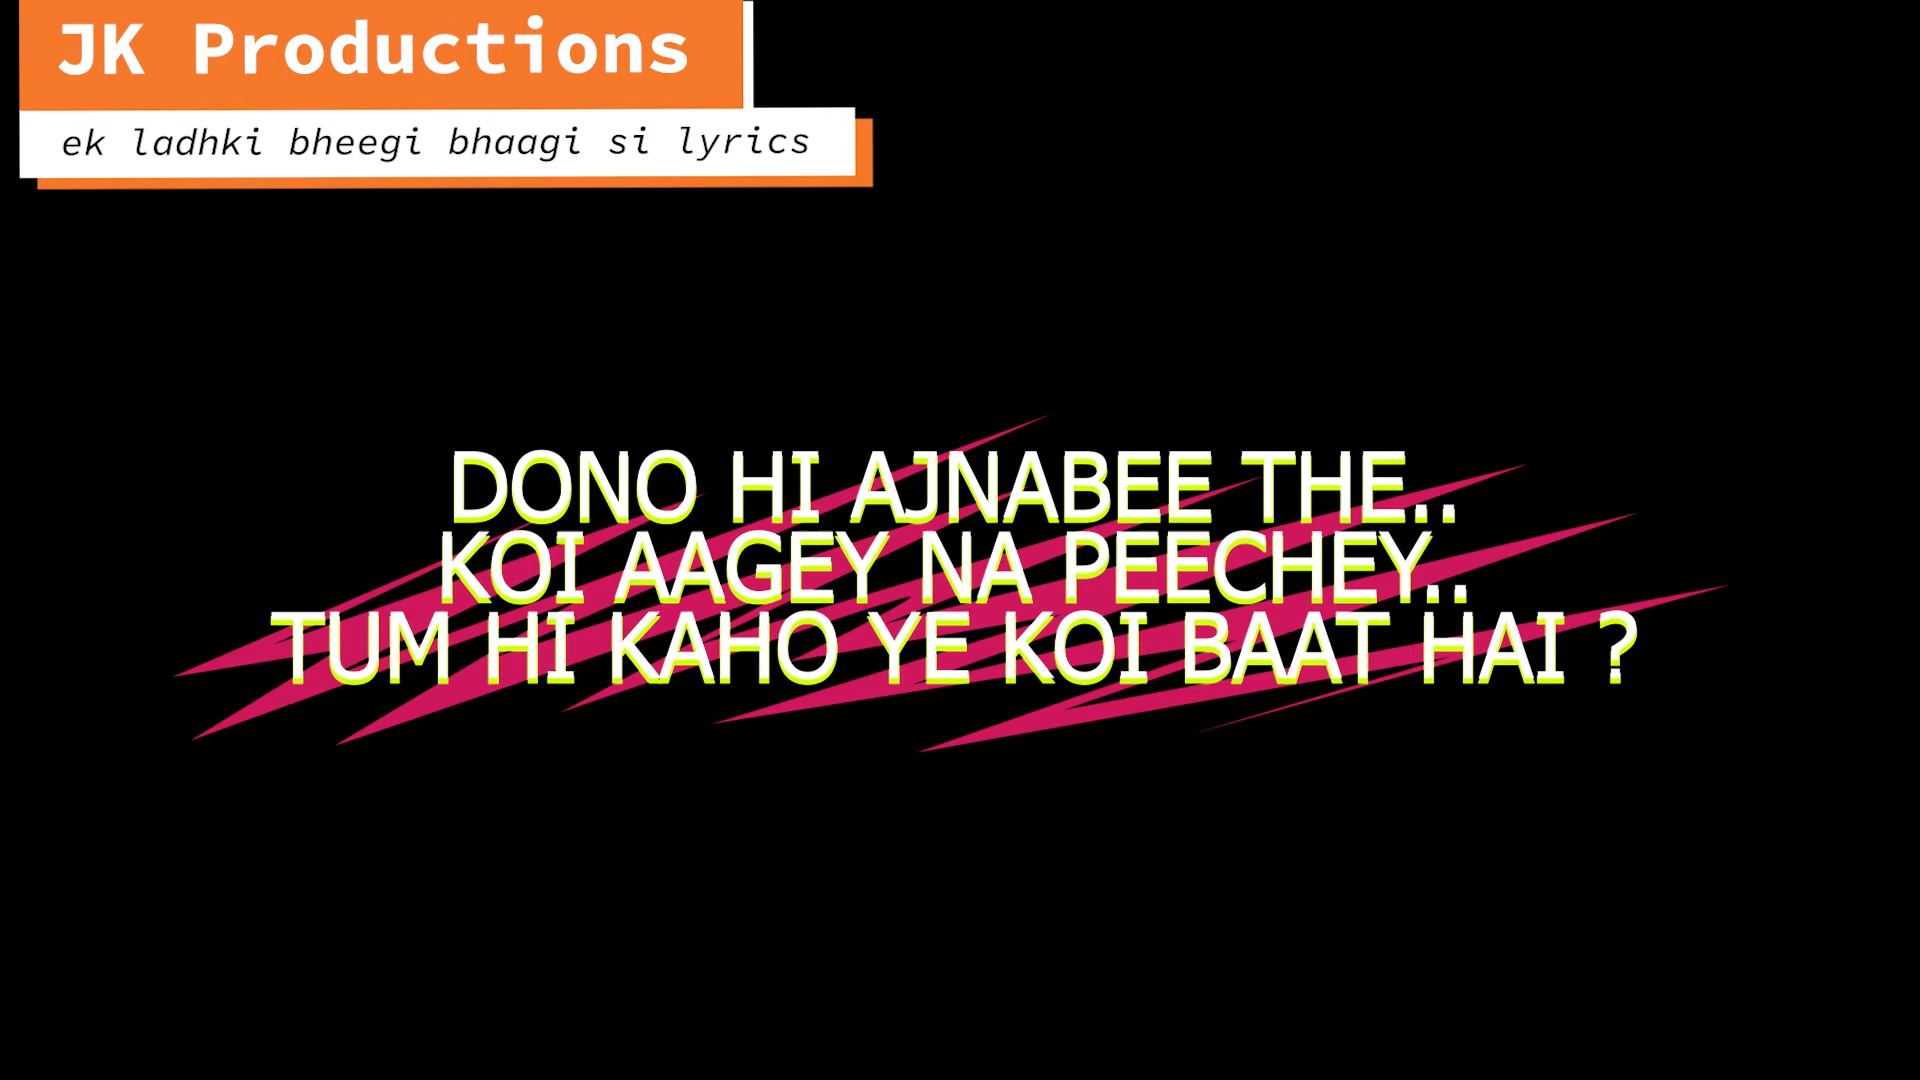 JK Productions
ek ladhki bheegi bhaagi si lyrics
DONO HI AJNABEE THE..
KOI AAGEY NA PEECHEY..
TUM HI KAHO YE KOI BAAT HAI ?